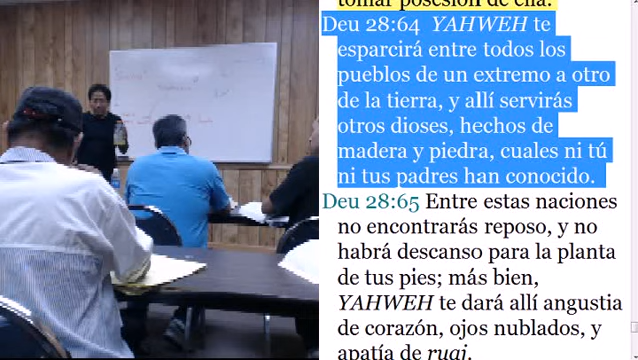 tomar posesión de ella.
Deu 28:64 YAHWEH te
esparcirá entre todos los
pueblos de un extremo a otro
de la tierra, y allí servirás
otros dioses, hechos de
madera y piedra, cuales ni tú
ni tus padres han conocido.
Deu 28:65 Entre estas naciones
no encontrarás reposo, y no
habrá descanso para la planta
de tus pies; más bien,
YAHWEH te dará allí angustia
de corazón, ojos nublados, y
apatía de ruaj.